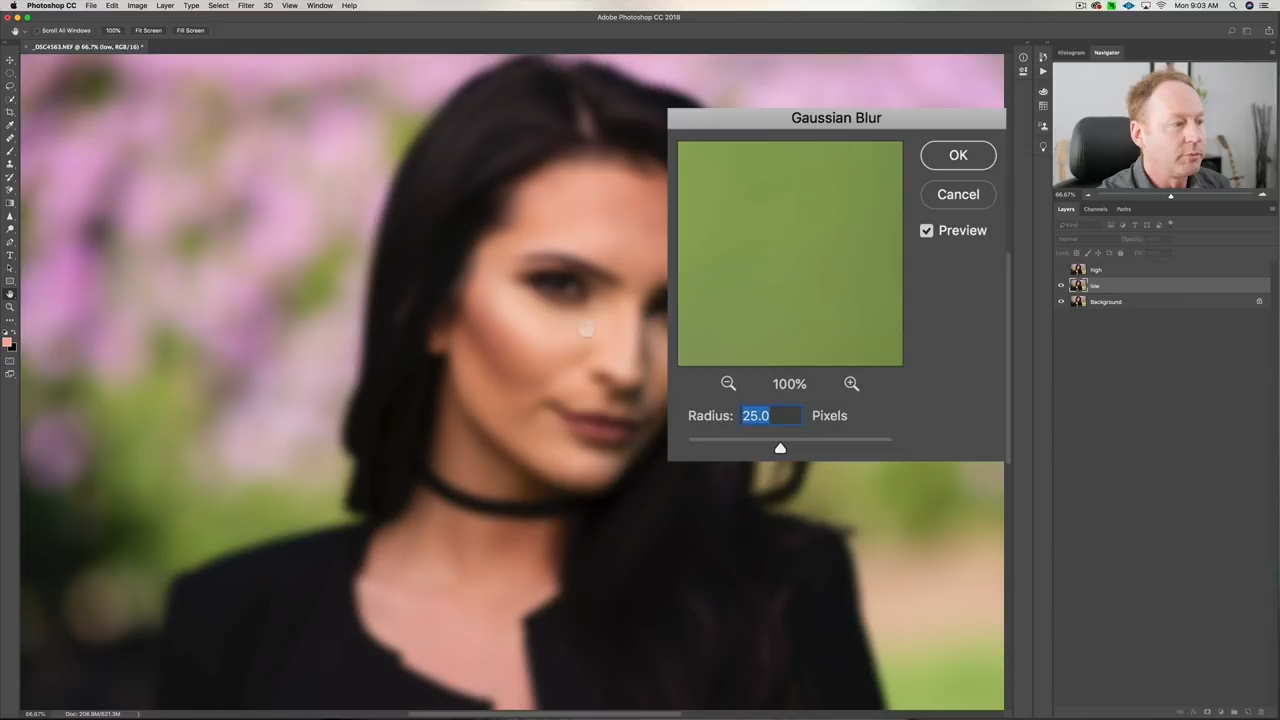 Photoshop CC File Edit Image Layer Type Select Filter 3D View Window Help
Mon 9:03 AM
Adobe Photoshop CC 2018
Scroll All Windows 100% Fit Screen Fill Screen
_DSC4563.NEF @ 66.7% (low, RGB/16) *
Histogram Navigator
Gaussian Blur
OK
Cancel
Preview
100%
Radius: 25.0 Pixels
66.67%
Layers Channels Paths
Kind
Normal Opacity:
Lock: Fill:
high
low
Background
66.67% Doc: 206.9M/621.3M